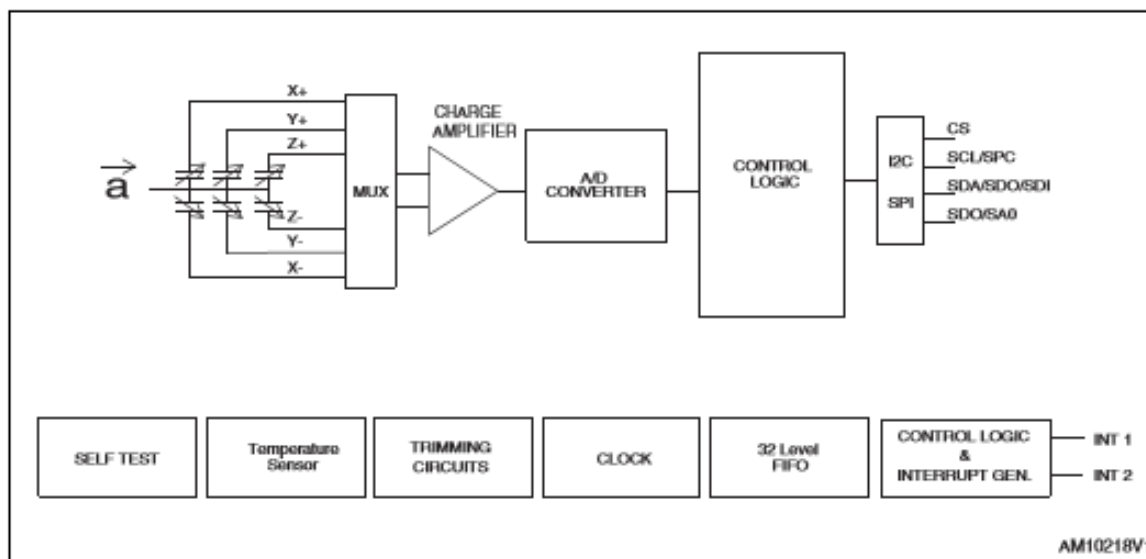 X+
Y+
Z+
a
Z-
Y-
X-
MUX
CHARGE
AMPLIFIER
A/D
CONVERTER
CONTROL
LOGIC
I2C
SPI
CS
SCL/SPC
SDA/SDO/SDI
SDO/SA0
SELF TEST
Temperature
Sensor
TRIMMING
CIRCUITS
CLOCK
32 Level
FIFO
CONTROL LOGIC
&
INTERRUPT GEN.
INT 1
INT 2
AM10218V1